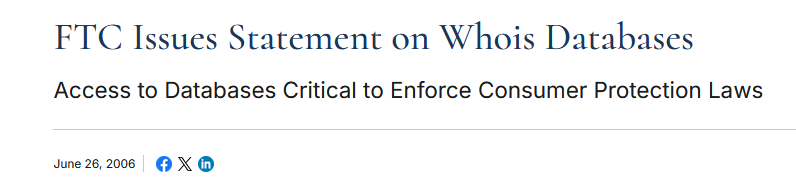 FTC Issues Statement on Whois Databases
Access to Databases Critical to Enforce Consumer Protection Laws
June 26, 2006